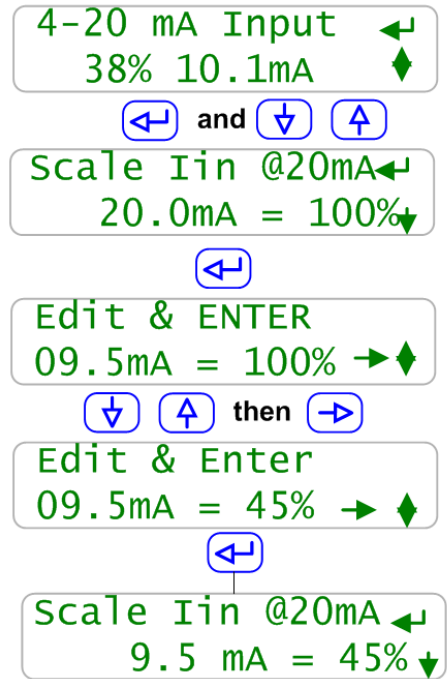 4-20 mA Input
38% 10.1mA
and
Scale Iin @20mA
20.0mA = 100%
Edit & ENTER
09.5mA = 100%
then
Edit & Enter
09.5mA = 45%
Scale Iin @20mA
9.5 mA = 45%